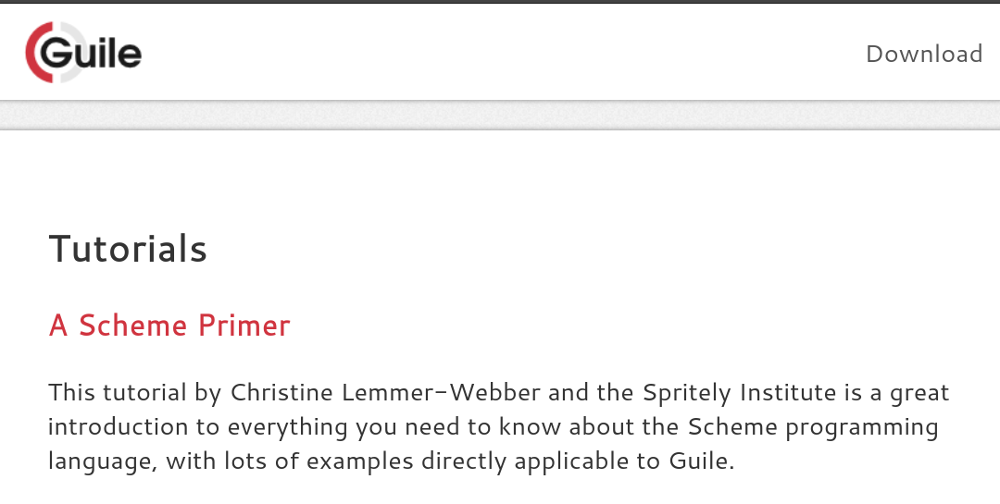 Guile
Download
Tutorials
A Scheme Primer
This tutorial by Christine Lemmer-Webber and the Spritely Institute is a great
introduction to everything you need to know about the Scheme programming
language, with lots of examples directly applicable to Guile.